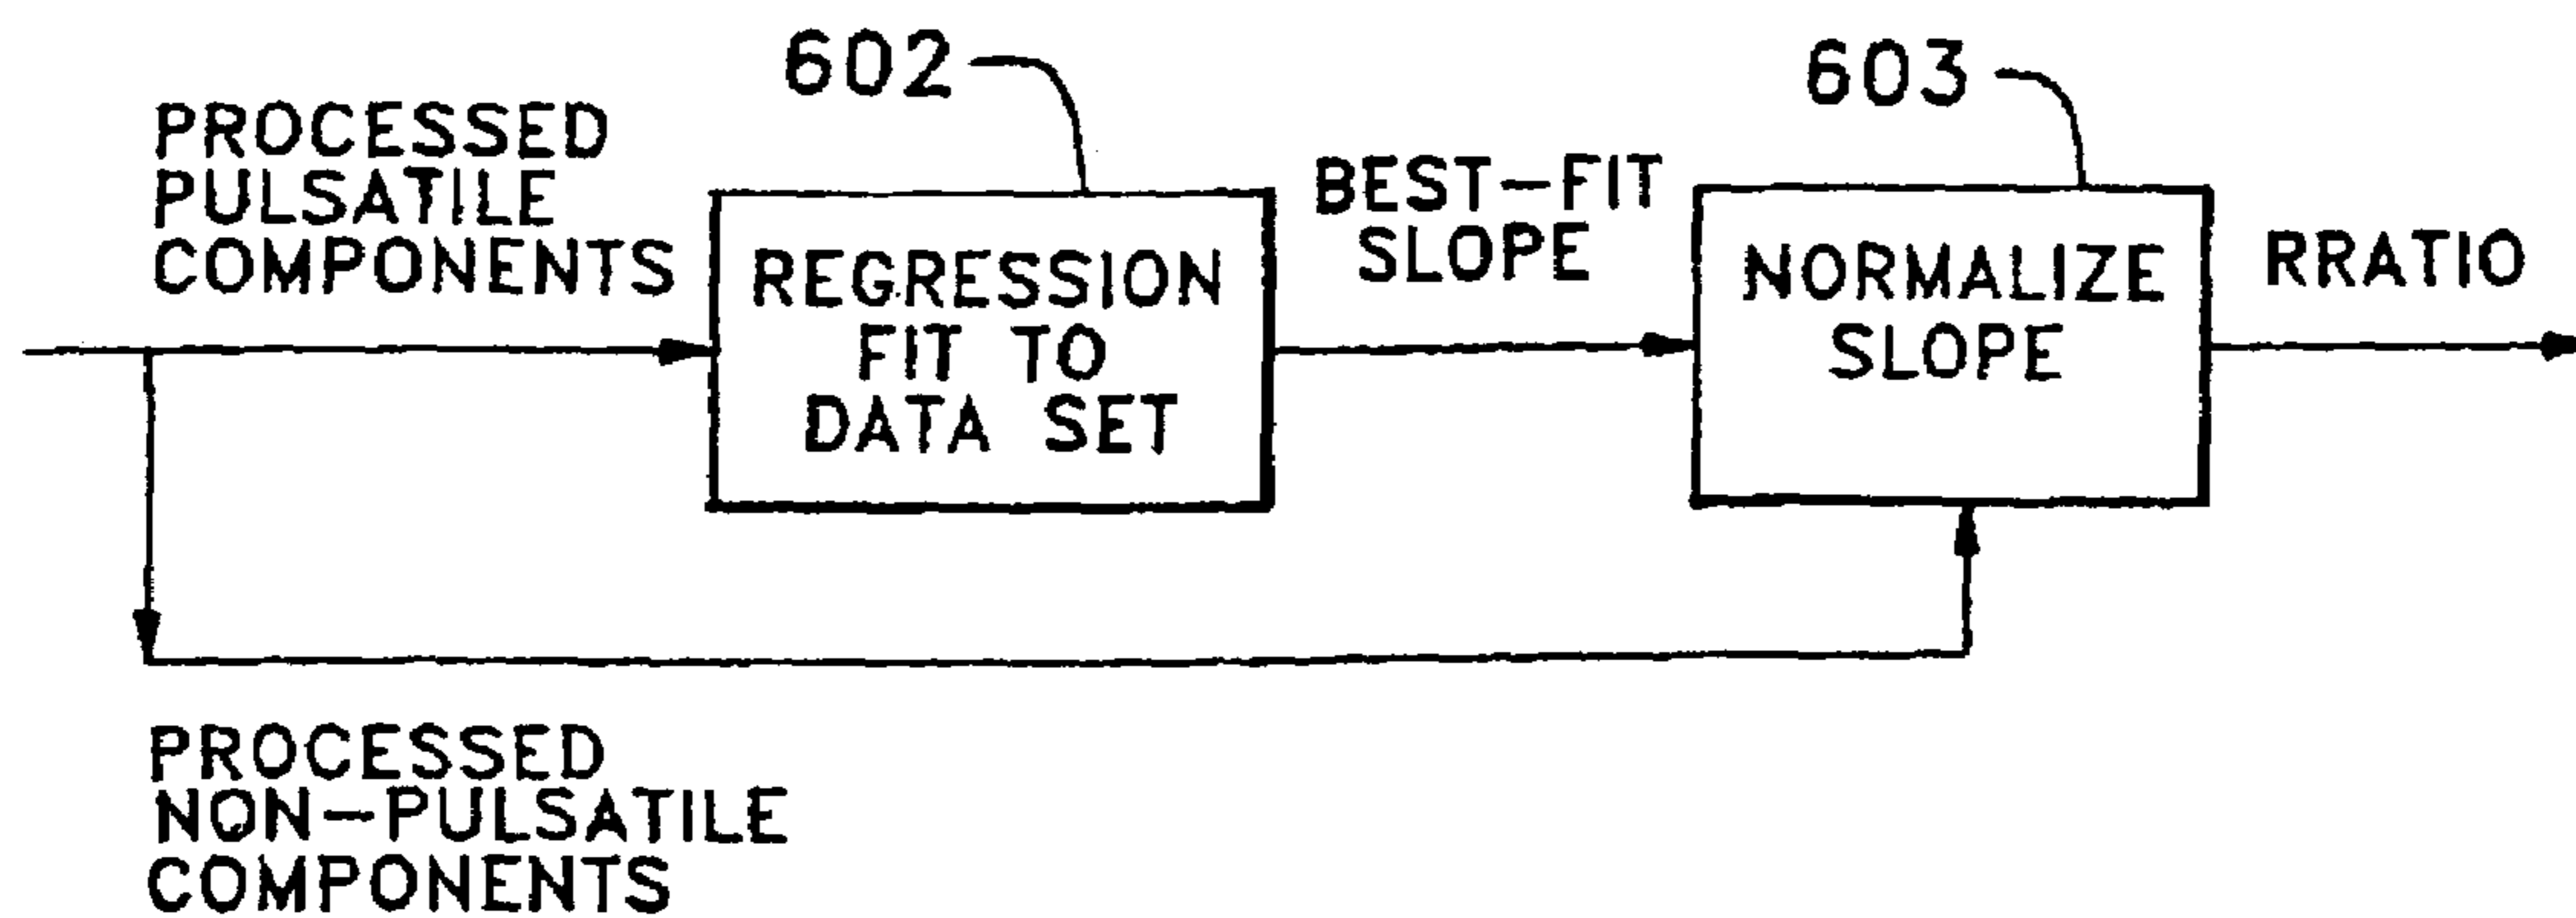 602
603
PROCESSED
PULSATILE
COMPONENTS
REGRESSION
FIT TO
DATA SET
BEST-FIT
SLOPE
NORMALIZE
SLOPE
RRATIO
PROCESSED
NON-PULSATILE
COMPONENTS